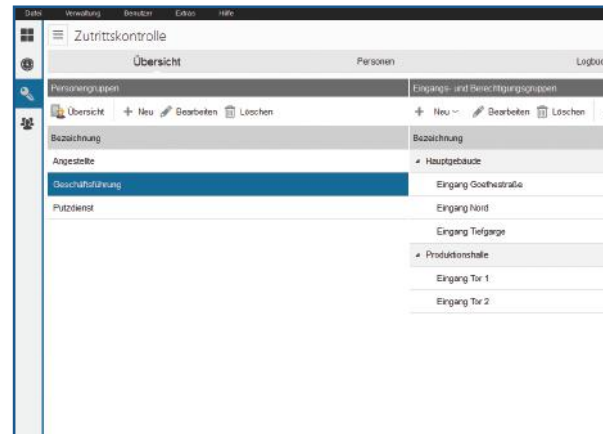 Datei Verwaltung Benutzer Extras Hilfe
Zutrittskontrolle
Übersicht Personen Logbuc
Personengruppen Eingangs- und Berechtigungsgruppen
Übersicht Neu Bearbeiten Löschen Neu Bearbeiten Löschen
Bezeichnung Bezeichnung
Angestellte Hauptgebäude
Geschäftsführung Eingang Goethestraße
Putzdienst Eingang Nord
Eingang Tiefgarge
Produktionshalle
Eingang Tor 1
Eingang Tor 2